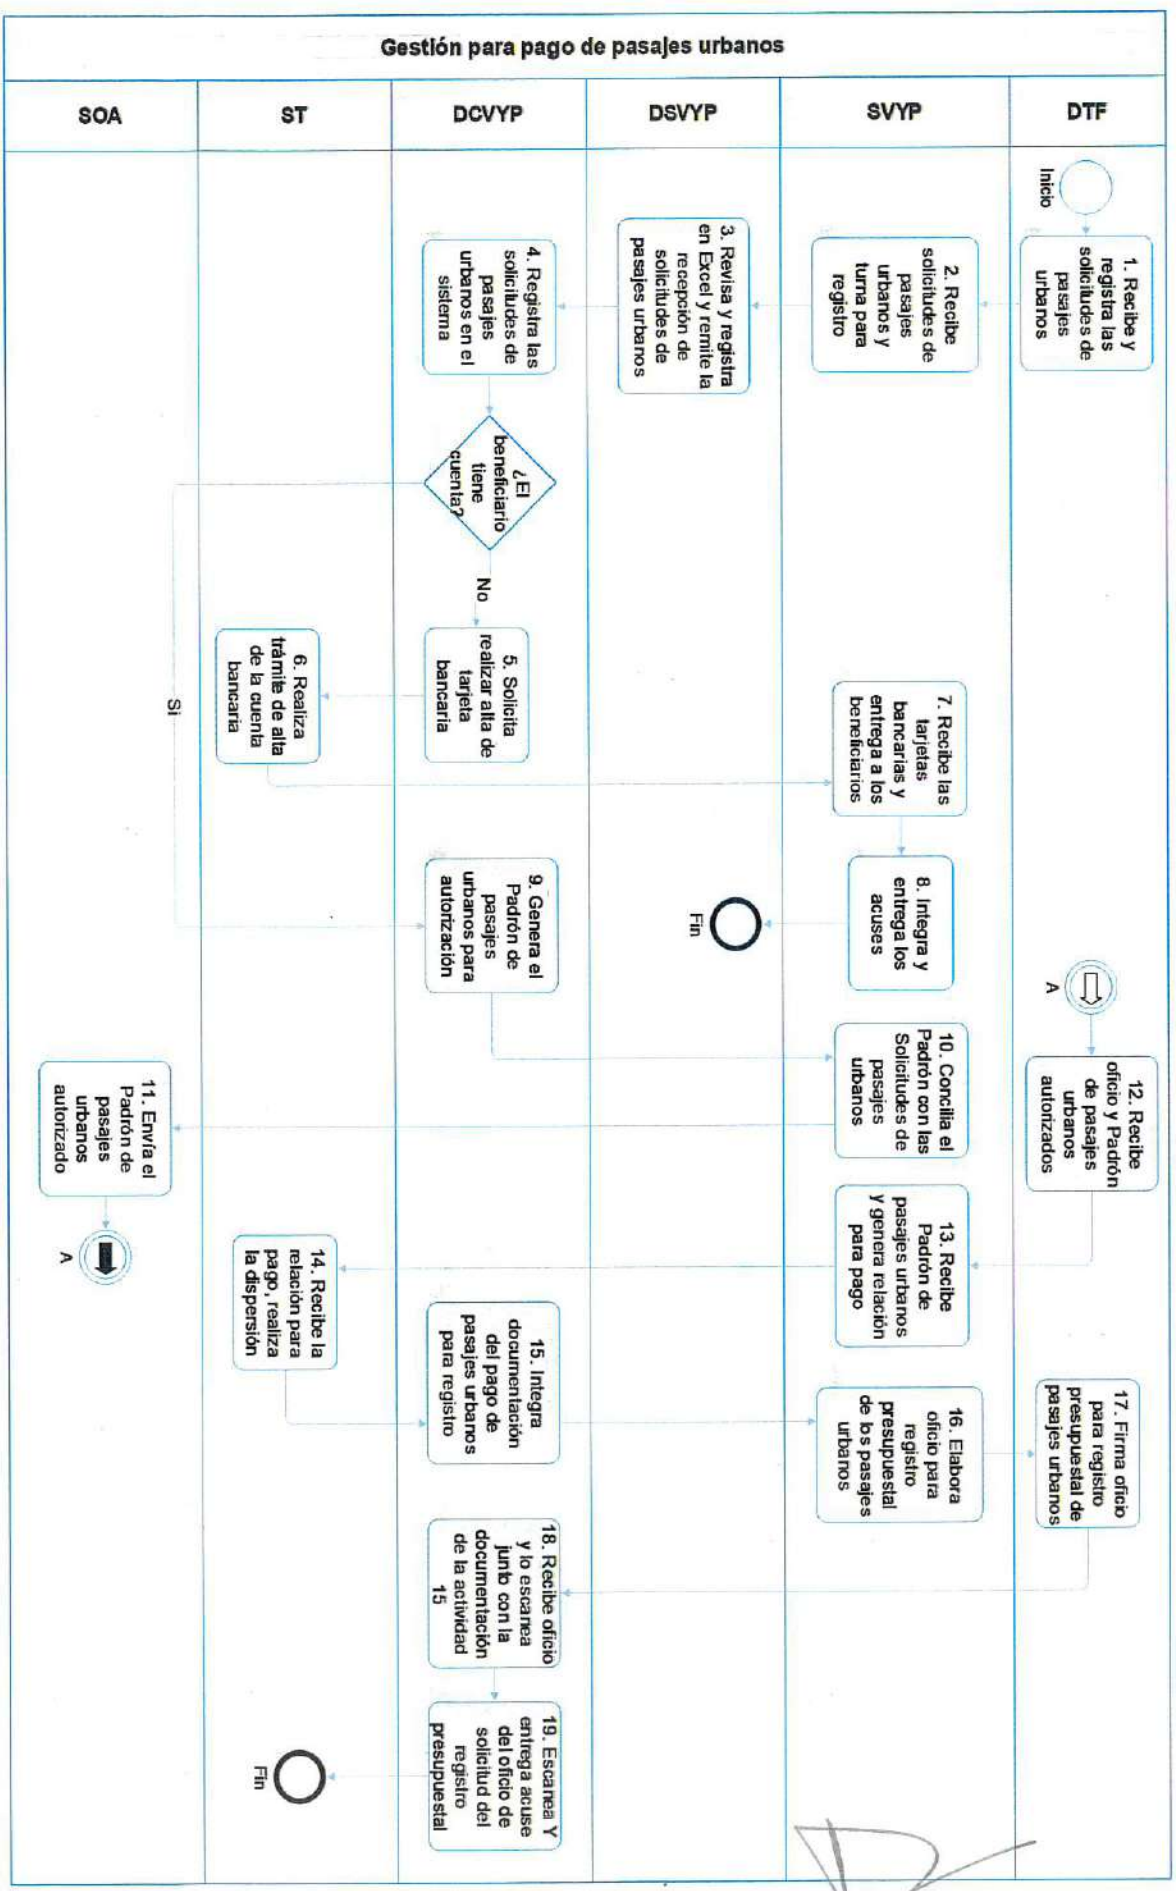 Gestión para pago de pasajes urbanos
SOA
ST
DCVYP
DSVYP
SVYP
DTF
Inicio
1. Recibe y
registra las
solicitudes de
pasajes
urbanos
2. Recibe
solicitudes de
pasajes
urbanos y
turna para
registro
3. Revisa y registra
en Excel y remite la
recepción de
solicitudes de
pasajes urbanos
4. Registra las
solicitudes de
pasajes
urbanos en el
sistema
¿El
beneficiario
tiene
cuenta?
No
Si
5. Solicita
realizar alta de
tarjeta
bancaria
6. Realiza
trámite de alta
de la cuenta
bancaria
7. Recibe las
tarjetas
bancarias y
entrega a los
beneficiarios
8. Integra y
entrega los
acuses
Fin
9. Genera el
Padrón de
pasajes
urbanos para
autorización
10. Concilia el
Padrón con las
Solicitudes de
pasajes
urbanos
11. Envía el
Padrón de
pasajes
urbanos
autorizado
A
A
12. Recibe
oficio y Padrón
de pasajes
urbanos
autorizados
13. Recibe
Padrón de
pasajes urbanos
y genera relación
para pago
14. Recibe la
relación para
pago, realiza
la dispersión
15. Integra
documentación
del pago de
pasajes urbanos
para registro
16. Elabora
oficio para
registro
presupuestal
de los pasajes
urbanos
17. Firma oficio
para registro
presupuestal de
pasajes urbanos
18. Recibe oficio
y lo escanea
junto con la
documentación
de la actividad
15
19. Escanea Y
entrega acuse
del oficio de
solicitud del
registro
presupuestal
Fin